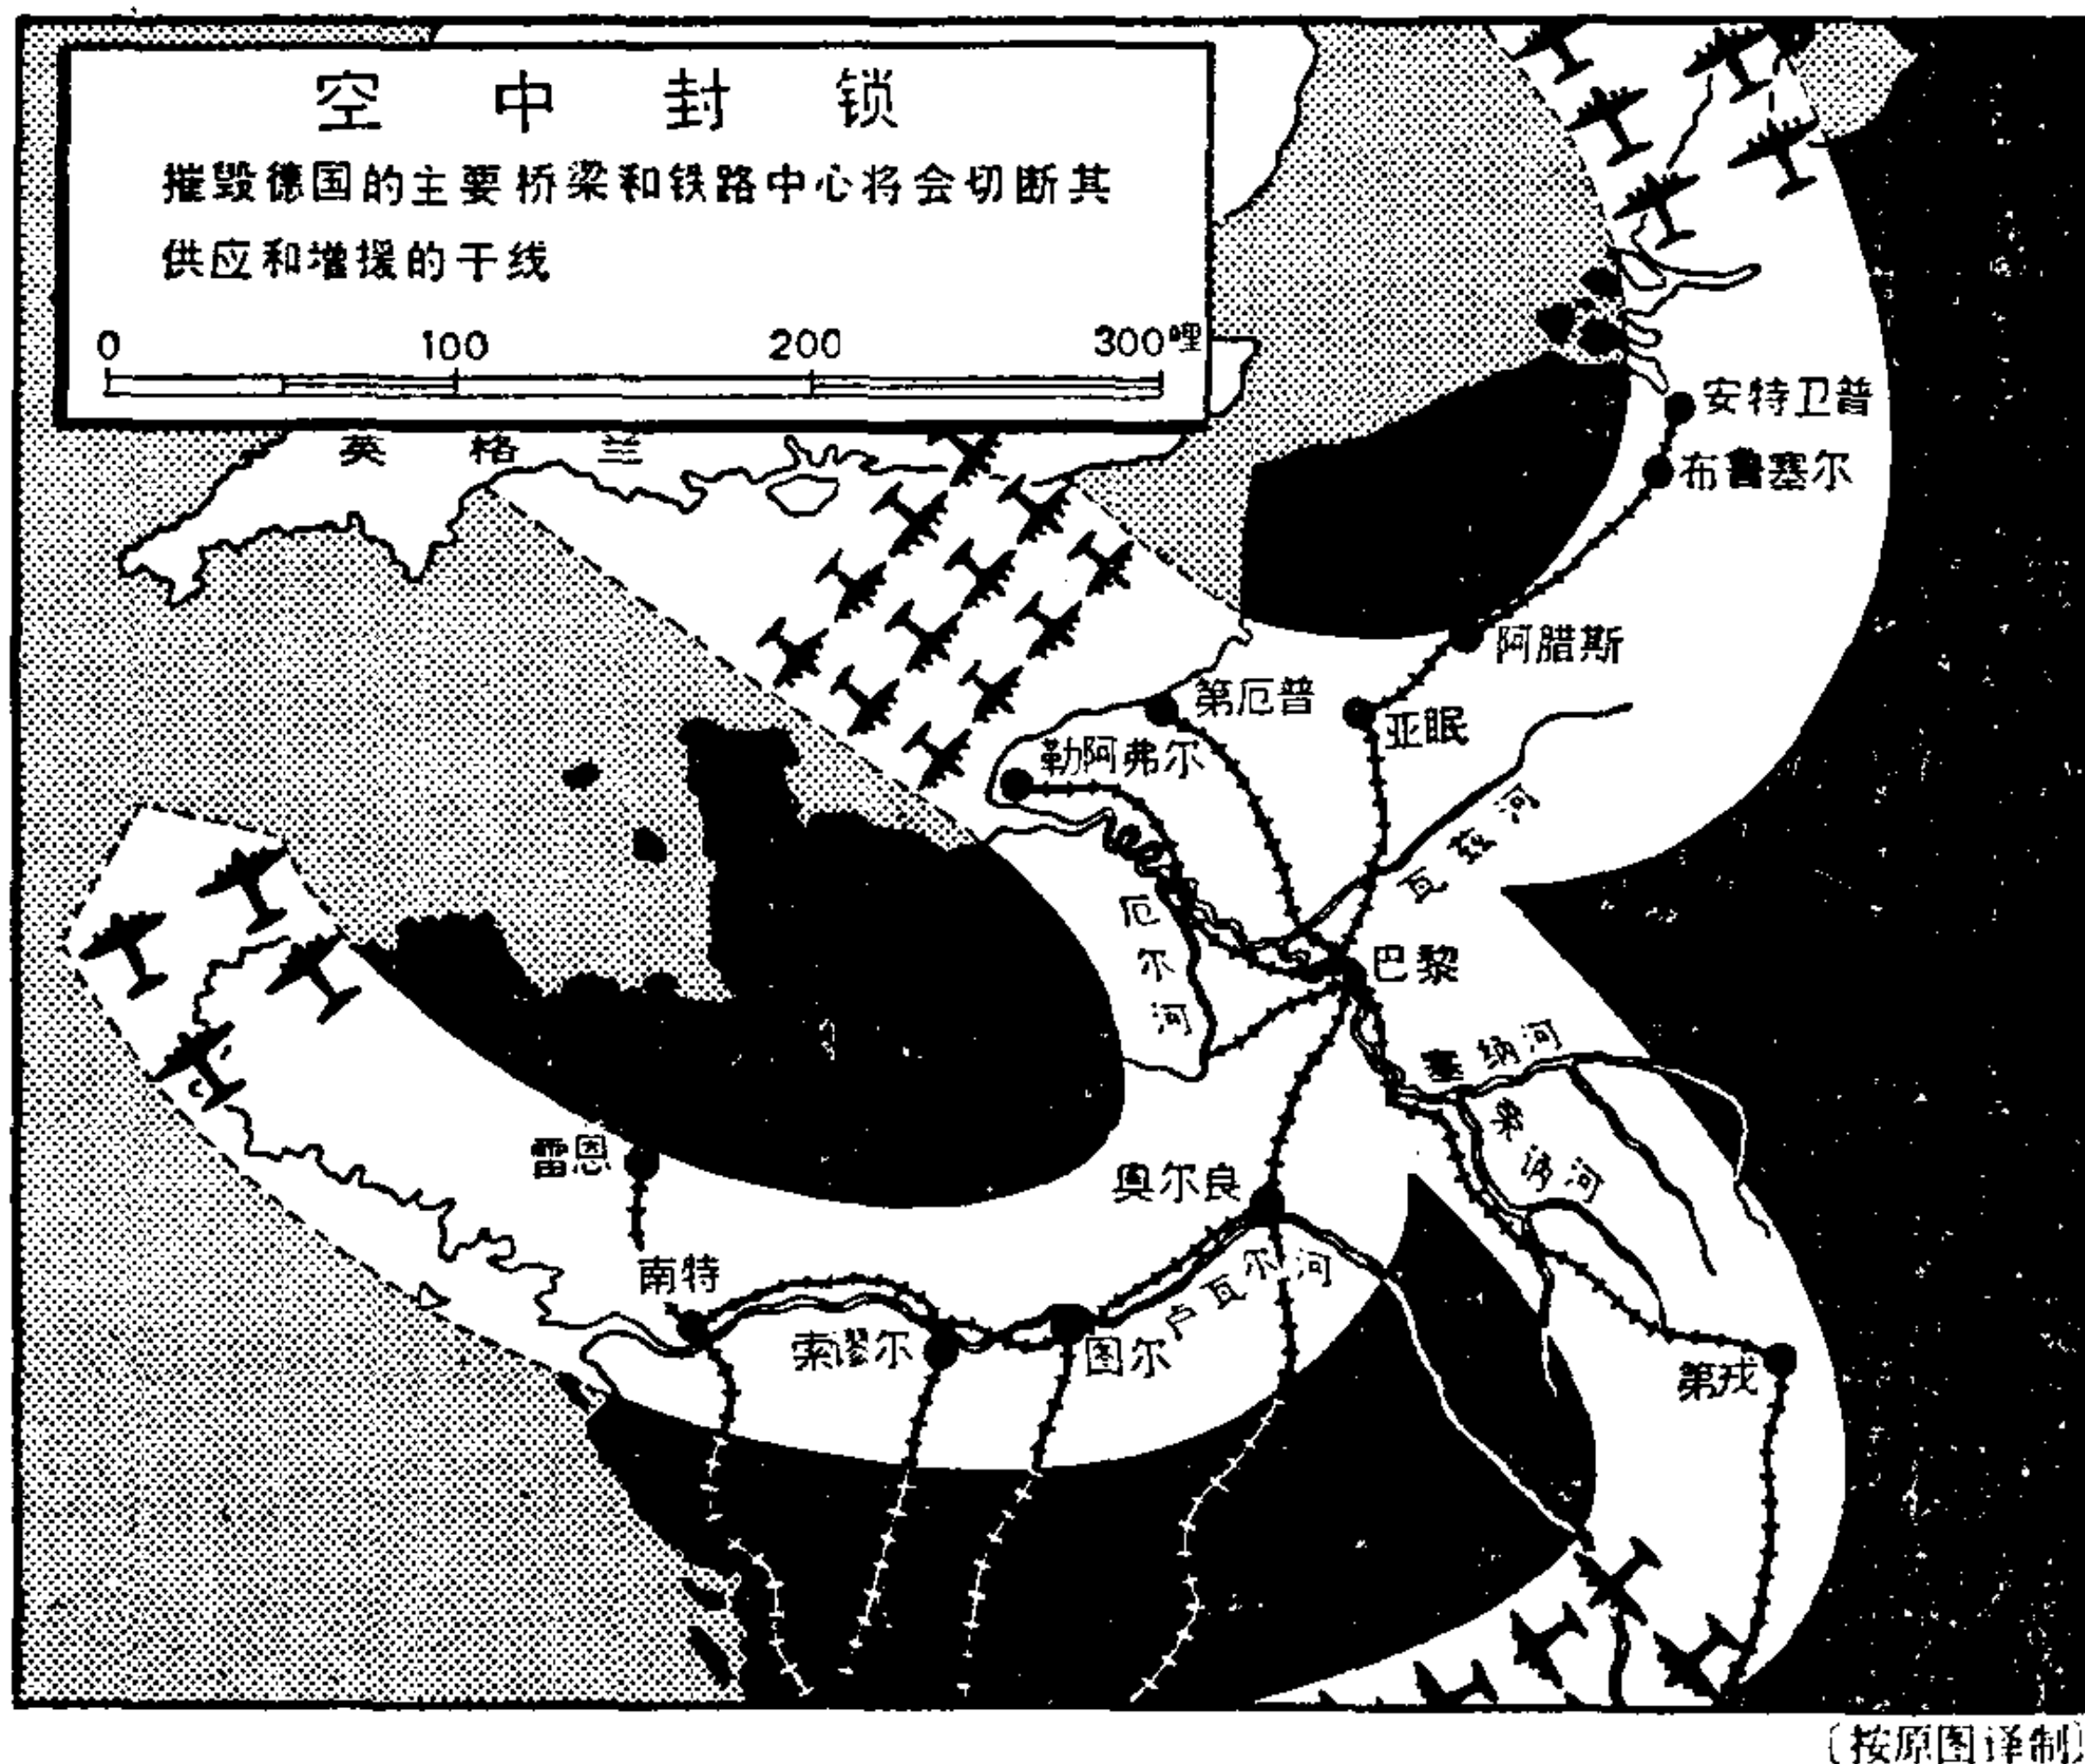 空中封锁
摧毁德国的主要桥梁和铁路中心将会切断其
供应和增援的干线
0 100 200 300哩
英格兰
安特卫普
布鲁塞尔
阿腊斯
第厄普
亚眠
勒阿弗尔
瓦兹河
厄尔河
巴黎
塞纳河
雷恩
奥尔良
南特
卢瓦尔河
索漻尔
图尔
第戎
〔按原图译制〕